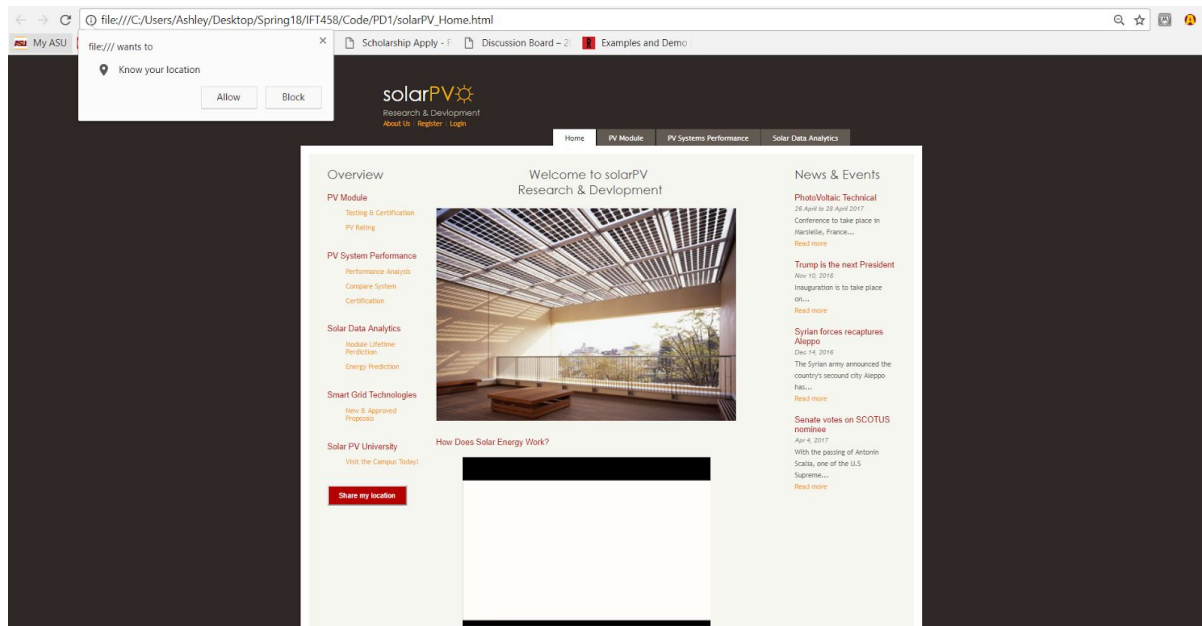 file:///C:/Users/Ashley/Desktop/Spring18/IFT458/Code/PD1/solarPV_Home.html
ASU My ASU
Scholarship Apply - F
Discussion Board – 2
R Examples and Demo
file:/// wants to
Know your location
Allow Block
solarPV
Research & Devlopment
About Us | Register | Login
Home PV Module PV Systems Performance Solar Data Analytics
Overview
PV Module
Testing & Certification
PV Rating
PV System Performance
Performance Analysis
Compare System
Certification
Solar Data Analytics
Module Lifetime
Perdiction
Energy Prediction
Smart Grid Technologies
New & Approved
Proposals
Solar PV University
Visit the Campus Today!
Share my location
Welcome to solarPV
Research & Devlopment
How Does Solar Energy Work?
News & Events
PhotoVoltaic Technical
26 April to 28 April 2017
Conference to take place in
Marsielle, France...
Read more
Trump is the next President
Nov 10, 2016
Inauguration is to take place
on...
Read more
Syrian forces recaptures
Aleppo
Dec 14, 2016
The Syrian army announced the
country's secound city Aleppo
has...
Read more
Senate votes on SCOTUS
nominee
Apr 4, 2017
With the passing of Antonin
Scalia, one of the U.S
Supreme...
Read more